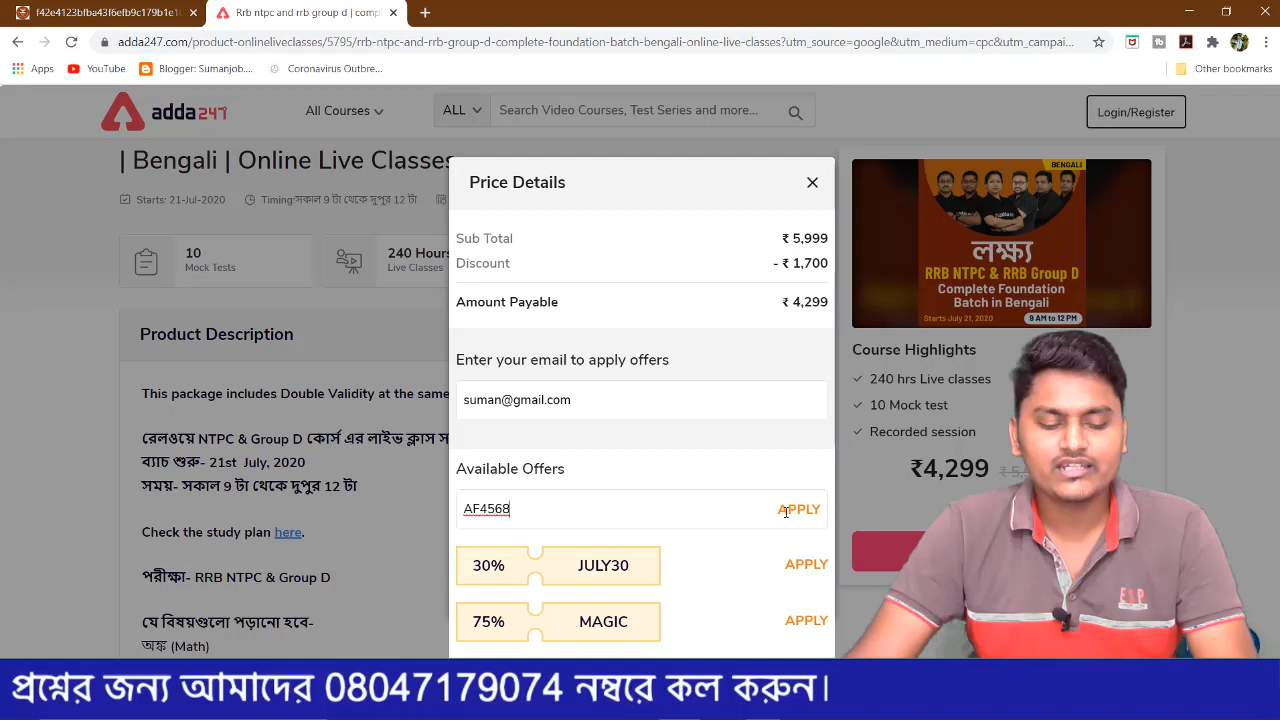 f42e4123bfba43f6efb9c179b1e1
Rrb ntpc and rrb group d | compl
adda247.com/product-onlineliveclasses/5795/rrb-ntpc-and-rrb-group-d-complete-foundation-batch-bengali-online-live-classes?utm_source=google&utm_medium=cpc&utm_campai...
Apps
YouTube
Blogger: Sumanjob....
Coronavirus Outbre...
Other bookmarks
adda247
All Courses
ALL
Search Video Courses, Test Series and more...
Login/Register
| Bengali | Online Live Classes
Starts: 21-Jul-2020
Timing:সকাল 9 টা থেকে দুপুর 12 টা
10
Mock Tests
240 Hours
Live Classes
Product Description
This package includes Double Validity at the same
রেলওয়ে NTPC & Group D কোর্স এর লাইভ ক্লাস স
ব্যাচ শুরু- 21st July, 2020
সময়- সকাল 9 টা থেকে দুপুর 12 টা
Check the study plan here.
পরীক্ষা- RRB NTPC & Group D
যে বিষয়গুলো পড়ানো হবে-
অঙ্ক (Math)
Price Details
Sub Total
₹ 5,999
Discount
- ₹ 1,700
Amount Payable
₹ 4,299
Enter your email to apply offers
suman@gmail.com
Available Offers
AF4568
APPLY
30%
JULY30
APPLY
75%
MAGIC
APPLY
BENGALI
লক্ষ্য
RRB NTPC & RRB Group D
Complete Foundation
Batch in Bengali
Starts July 21, 2020
9 AM to 12 PM
Course Highlights
240 hrs Live classes
10 Mock test
Recorded session
₹4,299
প্রশ্নের জন্য আমাদের 08047179074 নম্বরে কল করুন।